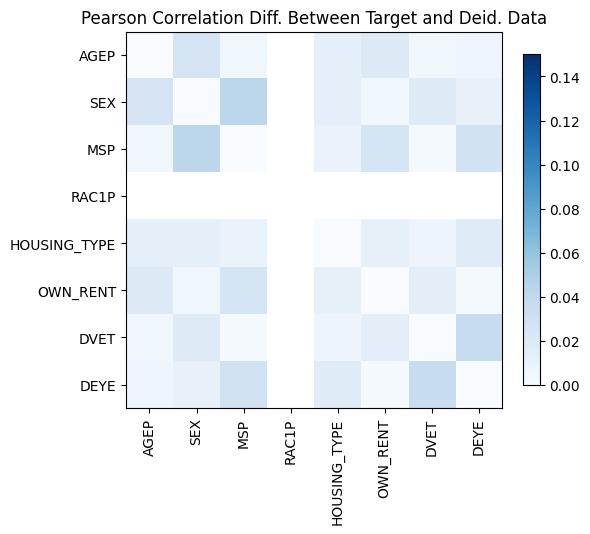 Pearson Correlation Diff. Between Target and Deid. Data
AGEP
SEX
MSP
RAC1P
HOUSING_TYPE
OWN_RENT
DVET
DEYE
0.14
0.12
0.10
0.08
0.06
0.04
0.02
0.00
AGEP
SEX
MSP
RAC1P
HOUSING_TYPE
OWN_RENT
DVET
DEYE